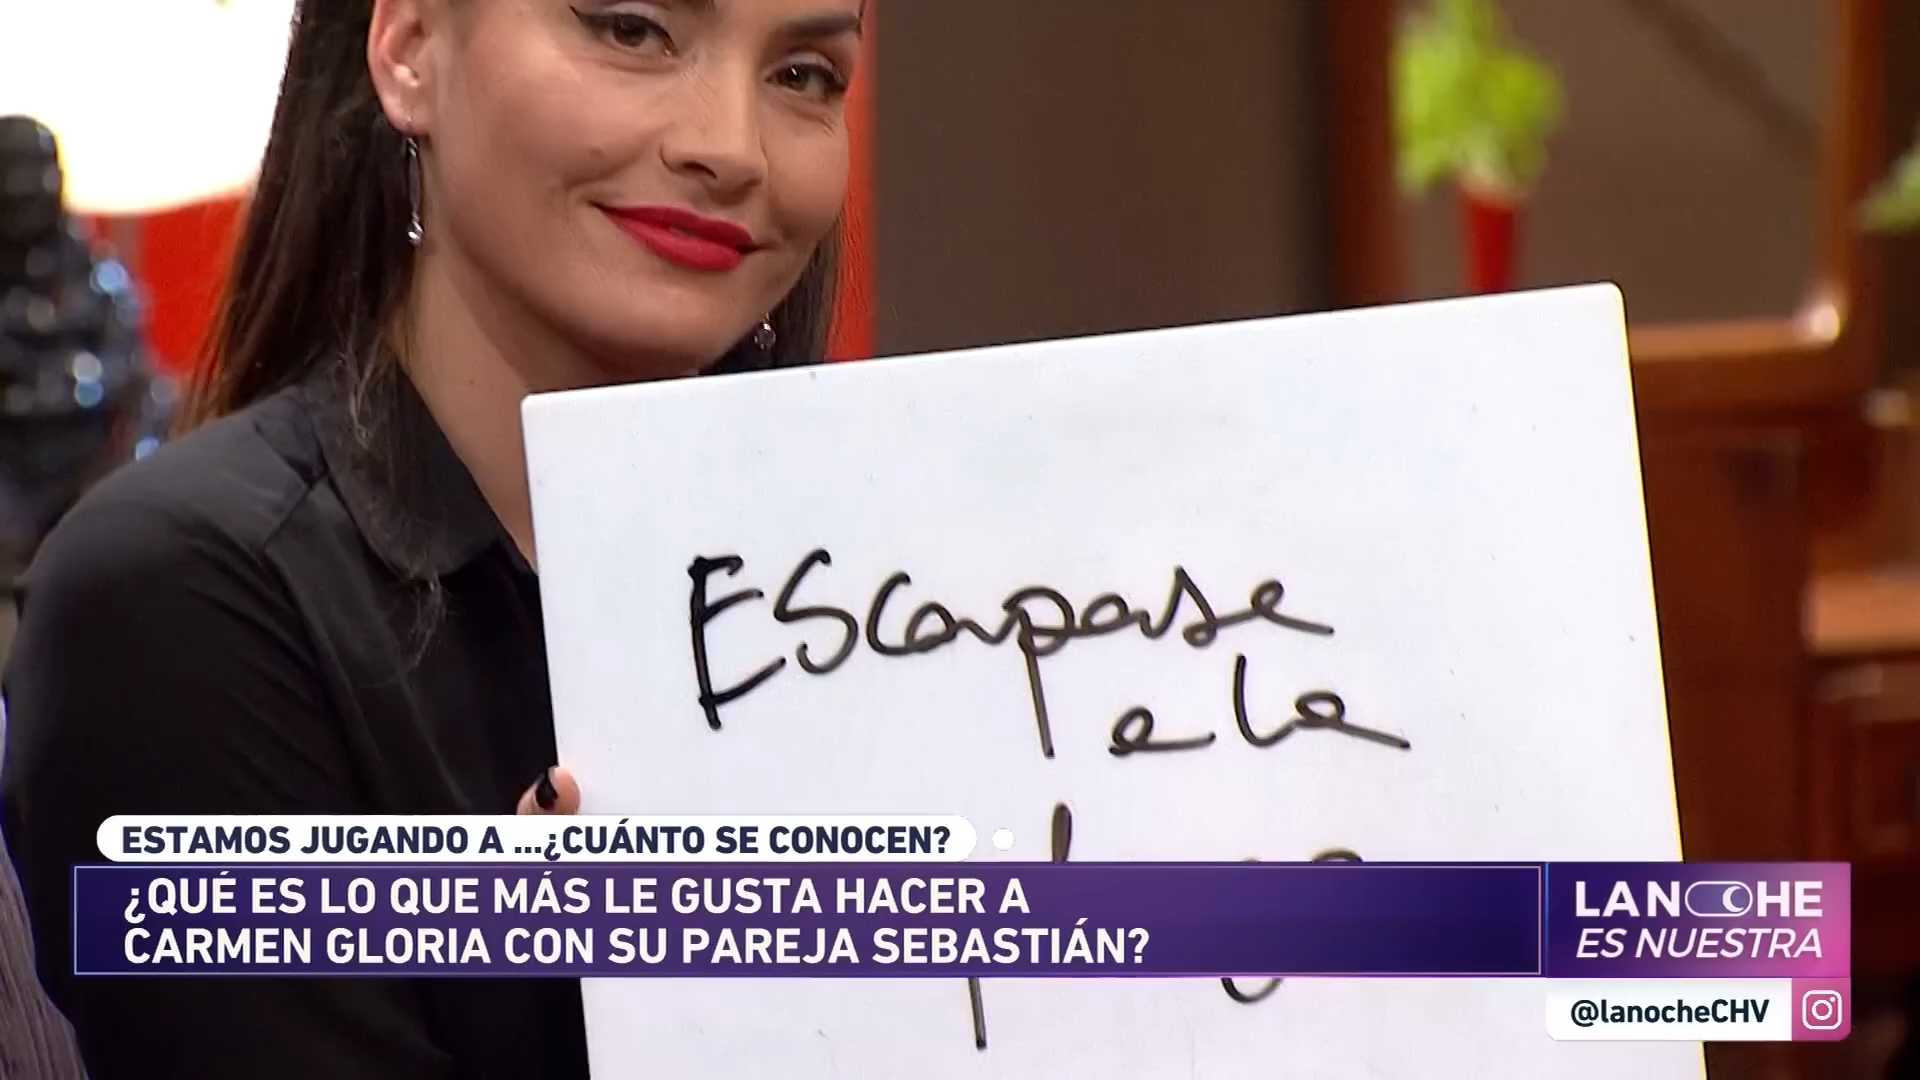 Escaparse
a la
ESTAMOS JUGANDO A ...¿CUÁNTO SE CONOCEN?
¿QUÉ ES LO QUE MÁS LE GUSTA HACER A
CARMEN GLORIA CON SU PAREJA SEBASTIÁN?
LA NOCHE
ES NUESTRA
@lanocheCHV